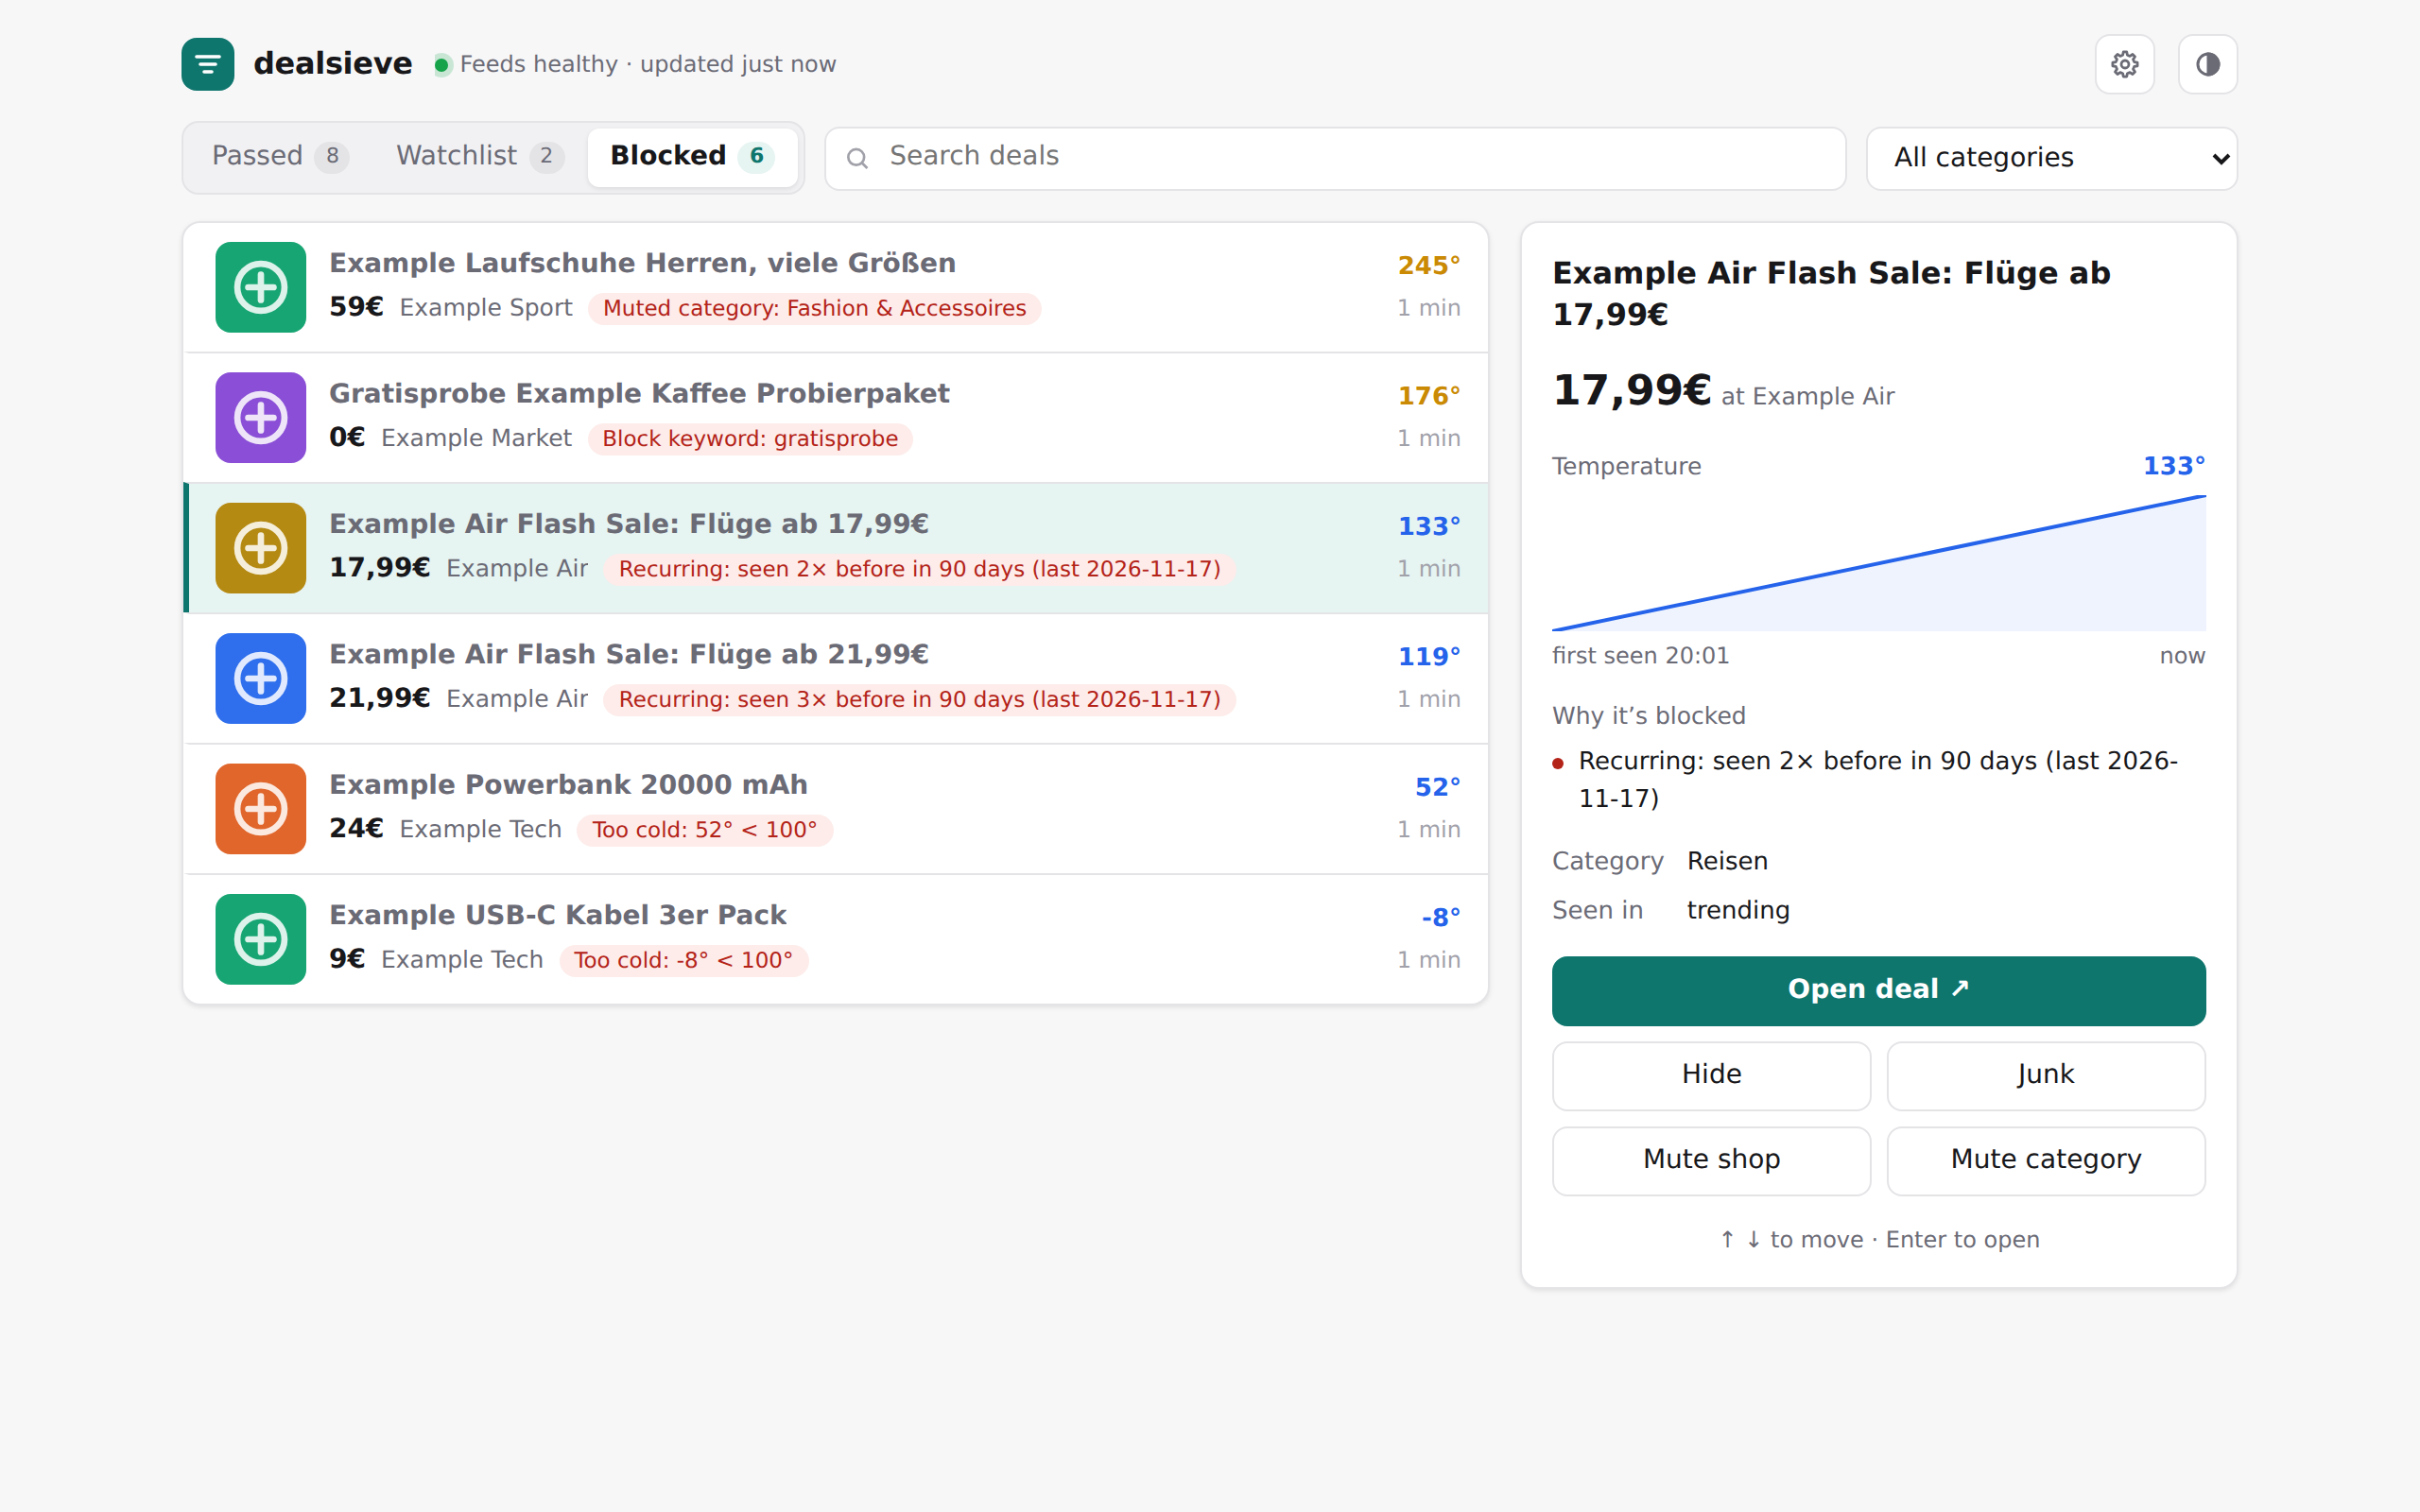 dealsieve
Feeds healthy · updated just now
Passed 8
Watchlist 2
Blocked 6
Search deals
All categories
Example Laufschuhe Herren, viele Größen
245°
59€ Example Sport Muted category: Fashion & Accessoires
1 min
Gratisprobe Example Kaffee Probierpaket
176°
0€ Example Market Block keyword: gratisprobe
1 min
Example Air Flash Sale: Flüge ab 17,99€
133°
17,99€ Example Air Recurring: seen 2× before in 90 days (last 2026-11-17)
1 min
Example Air Flash Sale: Flüge ab 21,99€
119°
21,99€ Example Air Recurring: seen 3× before in 90 days (last 2026-11-17)
1 min
Example Powerbank 20000 mAh
52°
24€ Example Tech Too cold: 52° < 100°
1 min
Example USB-C Kabel 3er Pack
-8°
9€ Example Tech Too cold: -8° < 100°
1 min
Example Air Flash Sale: Flüge ab
17,99€
17,99€ at Example Air
Temperature
133°
first seen 20:01
now
Why it’s blocked
Recurring: seen 2× before in 90 days (last 2026-
11-17)
Category Reisen
Seen in trending
Open deal ↗
Hide
Junk
Mute shop
Mute category
↑ ↓ to move · Enter to open